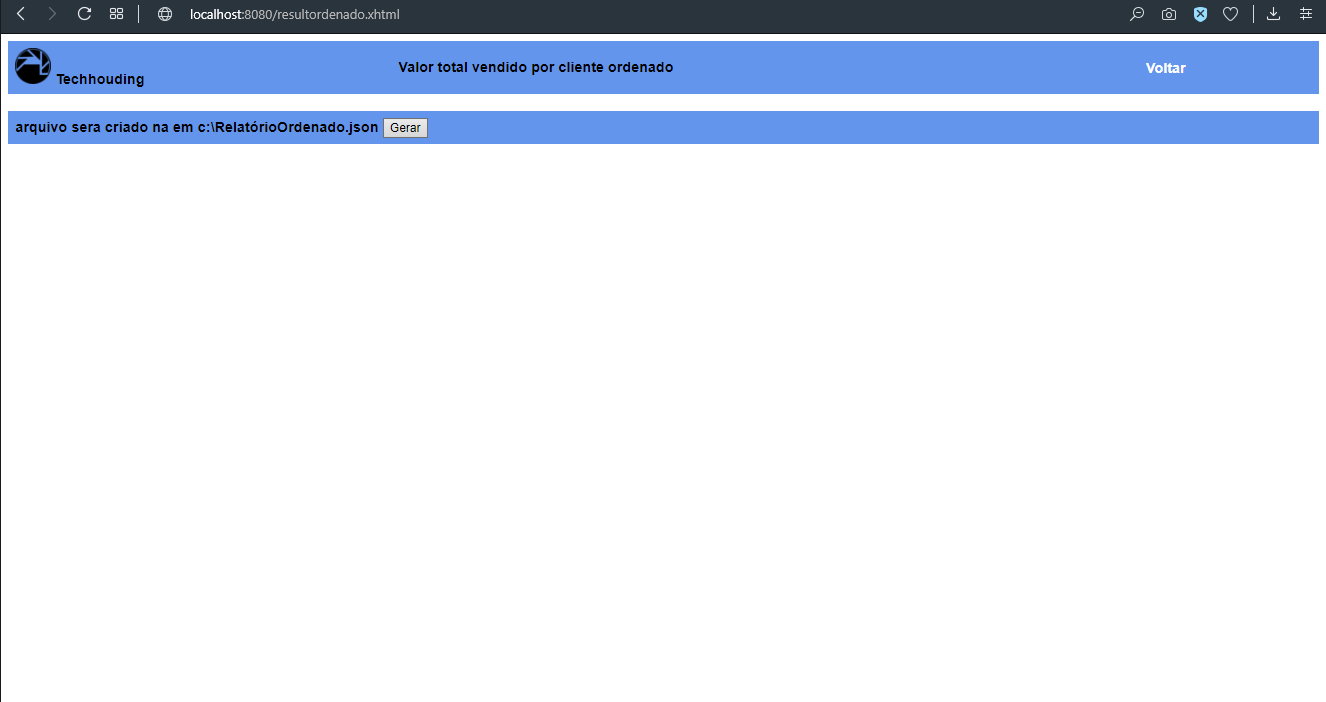 localhost:8080/resultordenado.xhtml
Techhouding
Valor total vendido por cliente ordenado
Voltar
arquivo sera criado na em c:\RelatórioOrdenado.json Gerar